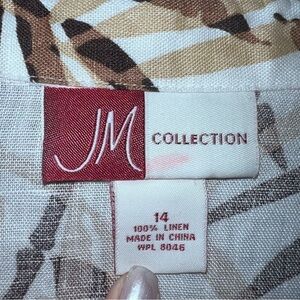 JM COLLECTION
14
100% LINEN
MADE IN CHINA
WPL 8046